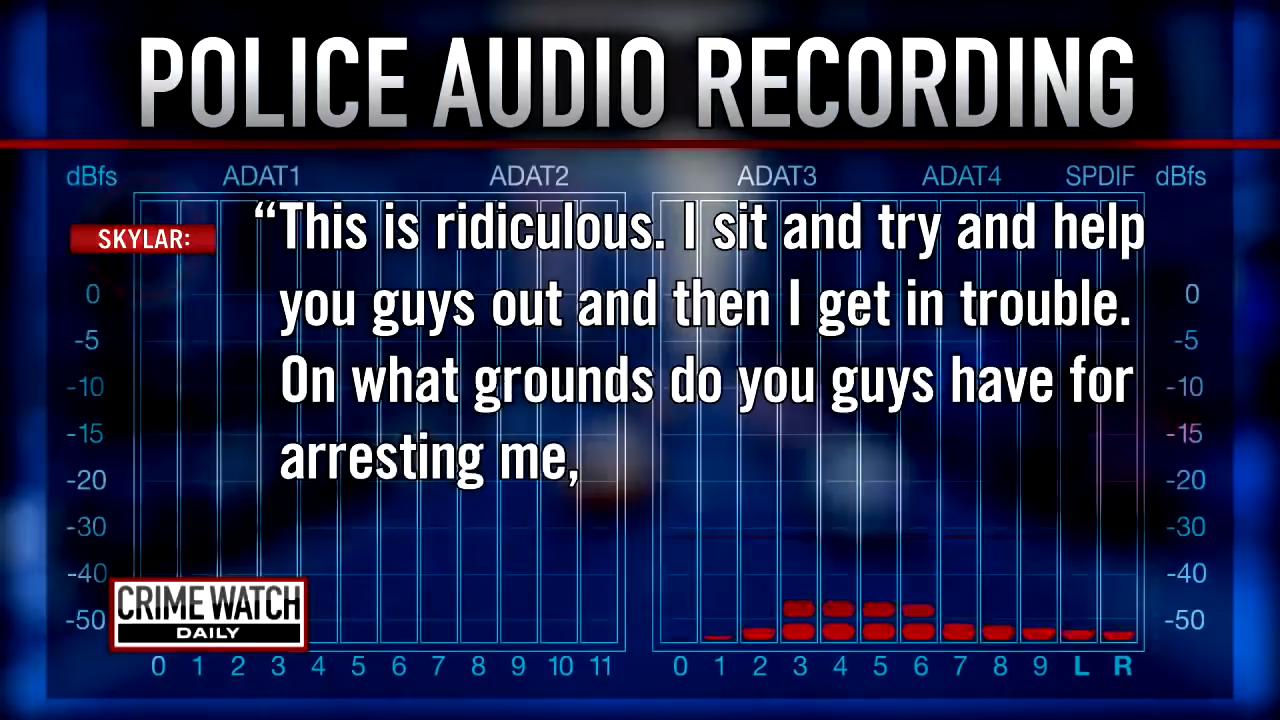 POLICE AUDIO RECORDING
dBfs ADAT1 ADAT2 ADAT3 ADAT4 SPDIF dBfs
SKYLAR: “This is ridiculous. I sit and try and help
you guys out and then I get in trouble.
On what grounds do you guys have for
arresting me,
0 0
-5 -5
-10 -10
-15 -15
-20 -20
-30 -30
-40 -40
-50 -50
CRIME WATCH
DAILY
0 1 2 3 4 5 6 7 8 9 10 11 0 1 2 3 4 5 6 7 8 9 L R